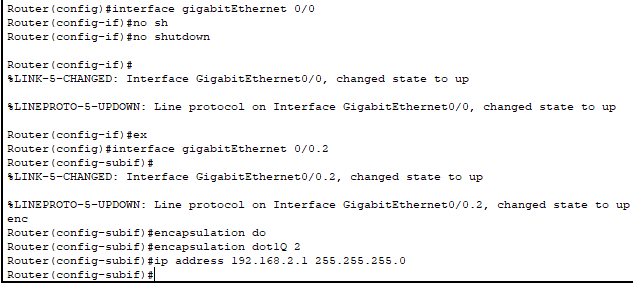 Router(config)#interface gigabitEthernet 0/0
Router(config-if)#no sh
Router(config-if)#no shutdown
Router(config-if)#
%LINK-5-CHANGED: Interface GigabitEthernet0/0, changed state to up
%LINEPROTO-5-UPDOWN: Line protocol on Interface GigabitEthernet0/0, changed state to up
Router(config-if)#ex
Router(config)#interface gigabitEthernet 0/0.2
Router(config-subif)#
%LINK-5-CHANGED: Interface GigabitEthernet0/0.2, changed state to up
%LINEPROTO-5-UPDOWN: Line protocol on Interface GigabitEthernet0/0.2, changed state to up
enc
Router(config-subif)#encapsulation do
Router(config-subif)#encapsulation dot1Q 2
Router(config-subif)#ip address 192.168.2.1 255.255.255.0
Router(config-subif)#